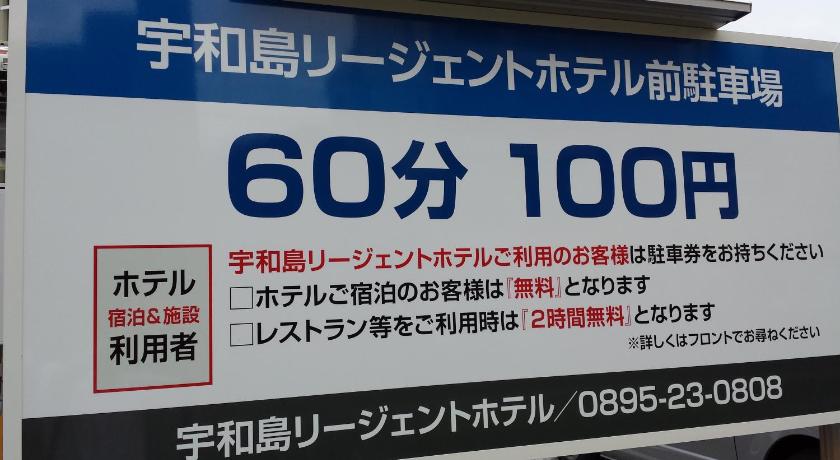 宇和島リージェントホテル前駐車場
60分 100円
ホテル
宿泊&施設
利用者
宇和島リージェントホテルご利用のお客様は駐車券をお持ちください
□ホテルご宿泊のお客様は『無料』となります
□レストラン等をご利用時は『2時間無料』となります
※詳しくはフロントでお尋ねください
宇和島リージェントホテル/0895-23-0808